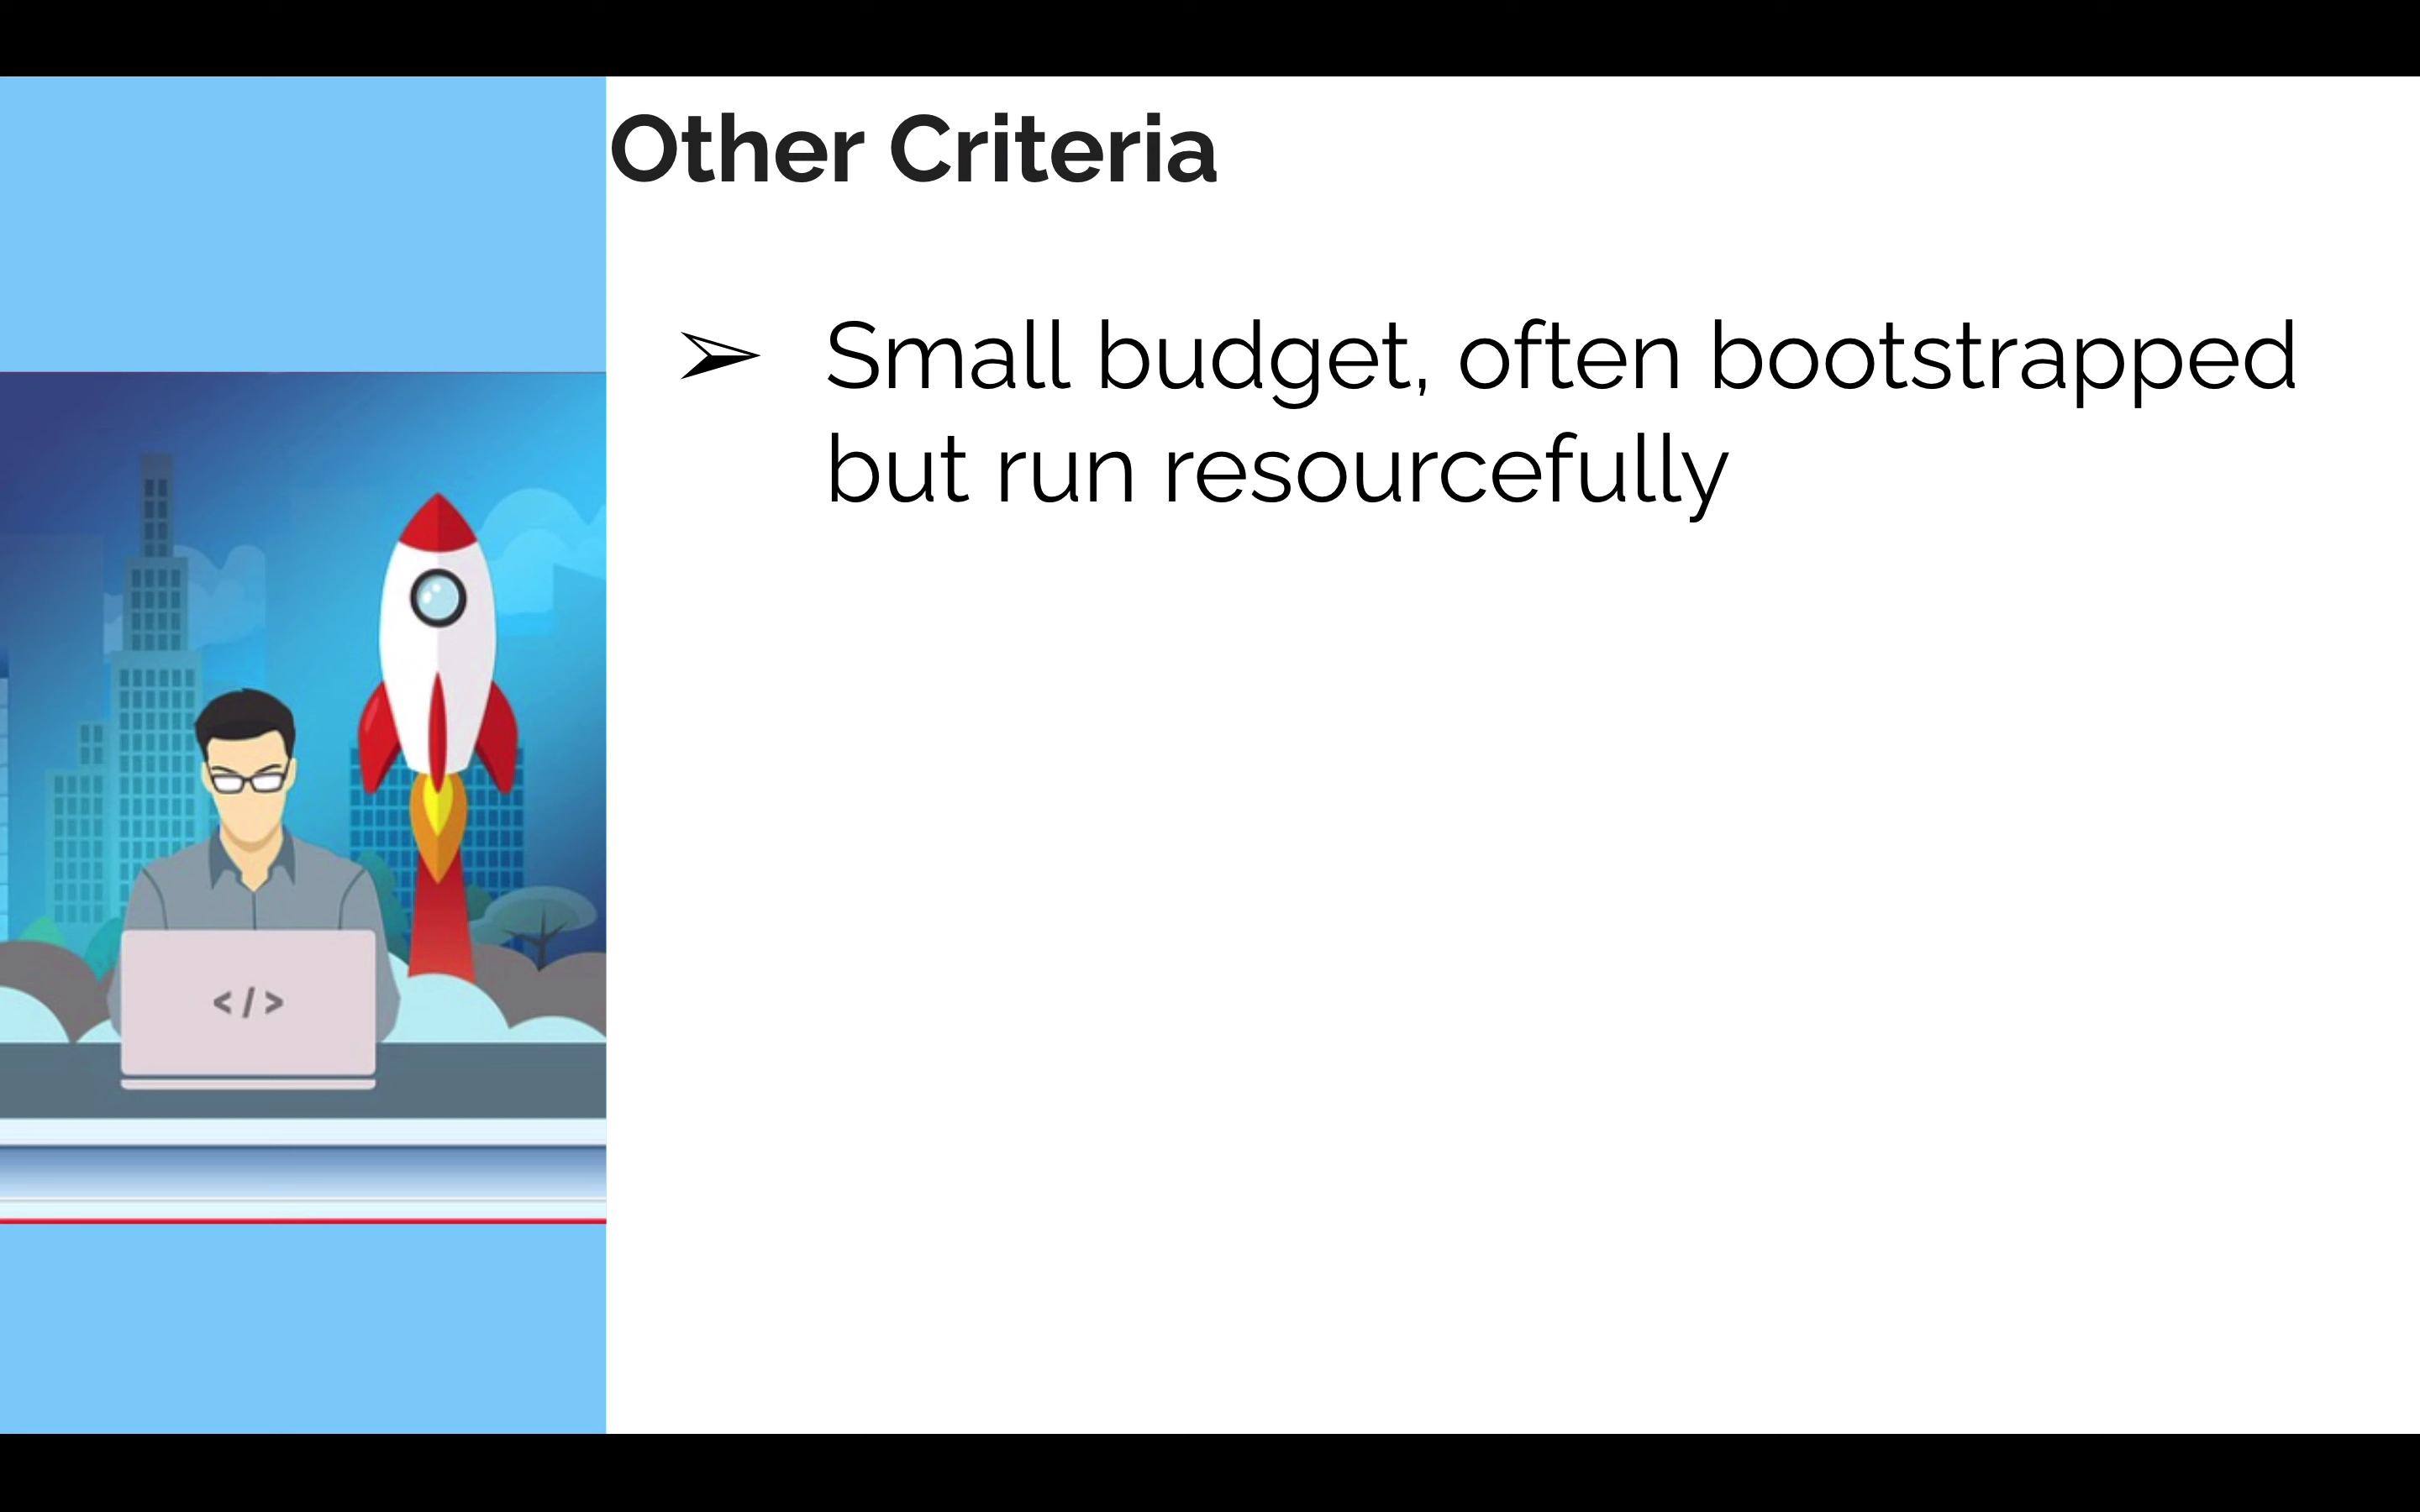 Other Criteria
➢ Small budget, often bootstrapped
but run resourcefully
</>